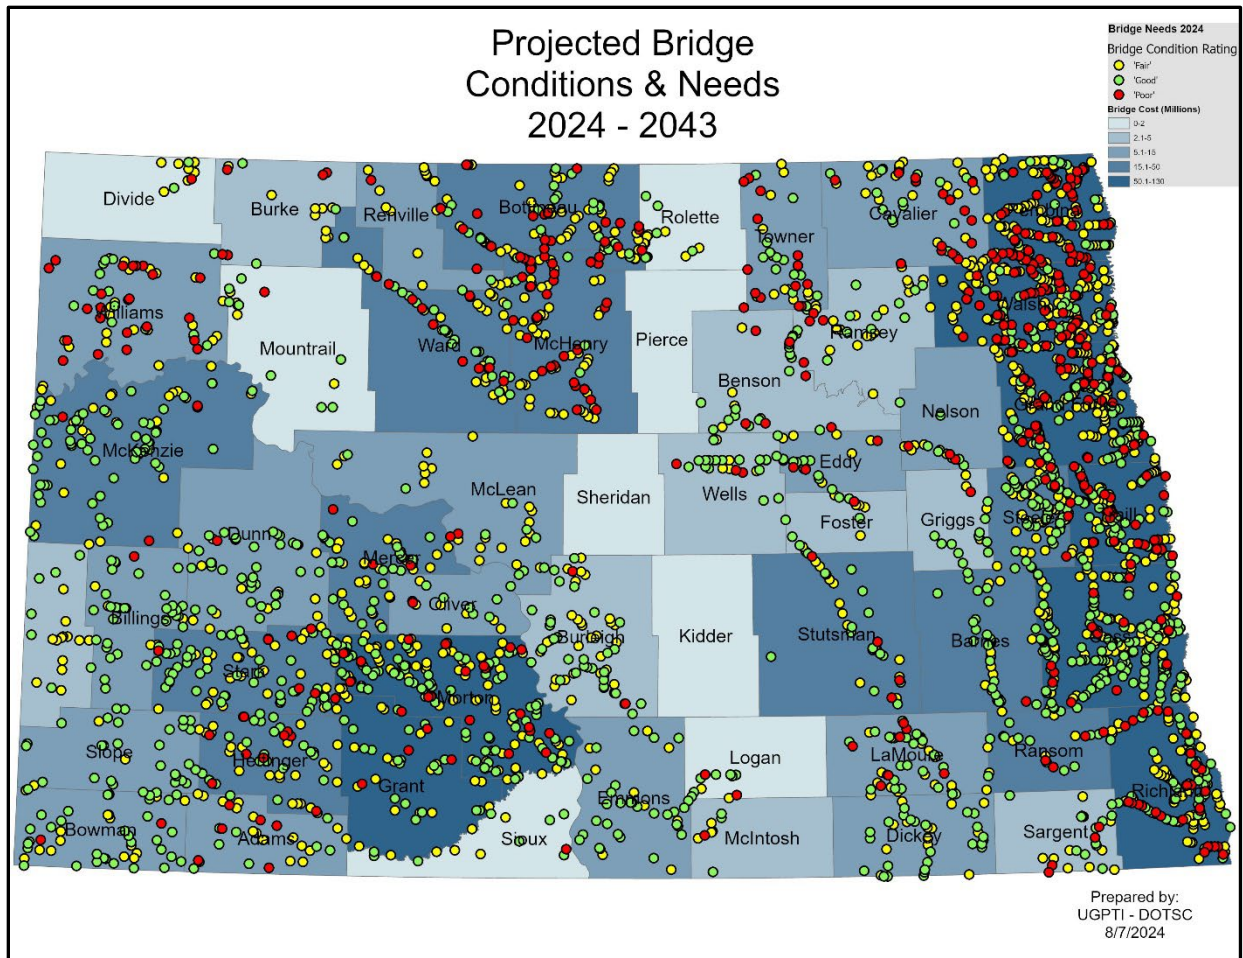 Projected Bridge
Conditions & Needs
2024 - 2043
Bridge Needs 2024
Bridge Condition Rating
'Fair'
'Good'
'Poor'
Bridge Cost (Millions)
0-2
2.1-5
5.1-15
15.1-50
50.1-130
Divide
Burke
Renville
Bottineau
Rolette
Towner
Cavalier
Pembina
Williams
Mountrail
Ward
McHenry
Pierce
Benson
Ramsey
Walsh
McKenzie
McLean
Sheridan
Wells
Eddy
Nelson
Grand Forks
Dunn
Mercer
Foster
Griggs
Steele
Traill
Billings
Oliver
Burleigh
Kidder
Stutsman
Barnes
Cass
Stark
Morton
Slope
Hettinger
Grant
Emmons
Logan
LaMoure
Ransom
Richland
Bowman
Adams
Sioux
McIntosh
Dickey
Sargent
Prepared by:
UGPTI - DOTSC
8/7/2024